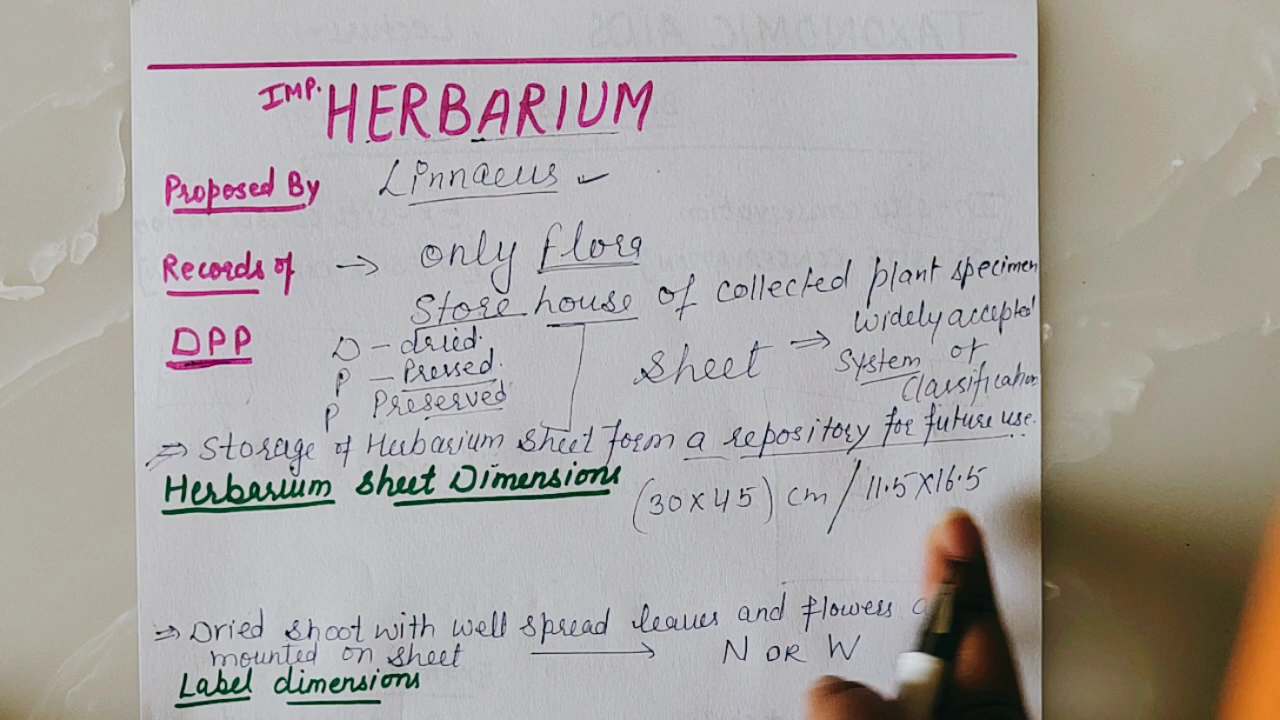 IMP. HERBARIUM
Proposed By Linnaeus
Records of → only flora
Store house of collected plant specimen
DPP
D - dried.
P - Pressed.
P Preserved
Sheet ⇒ widely accepted
System of
Classification
⇒ Storage of Herbarium Sheet form a repository for future use.
Herbarium Sheet Dimensions (30 X 45) cm / 11.5 X 16.5
⇒ Dried shoot with well spread leaves and flowers
mounted on sheet → N OR W
Label dimensions